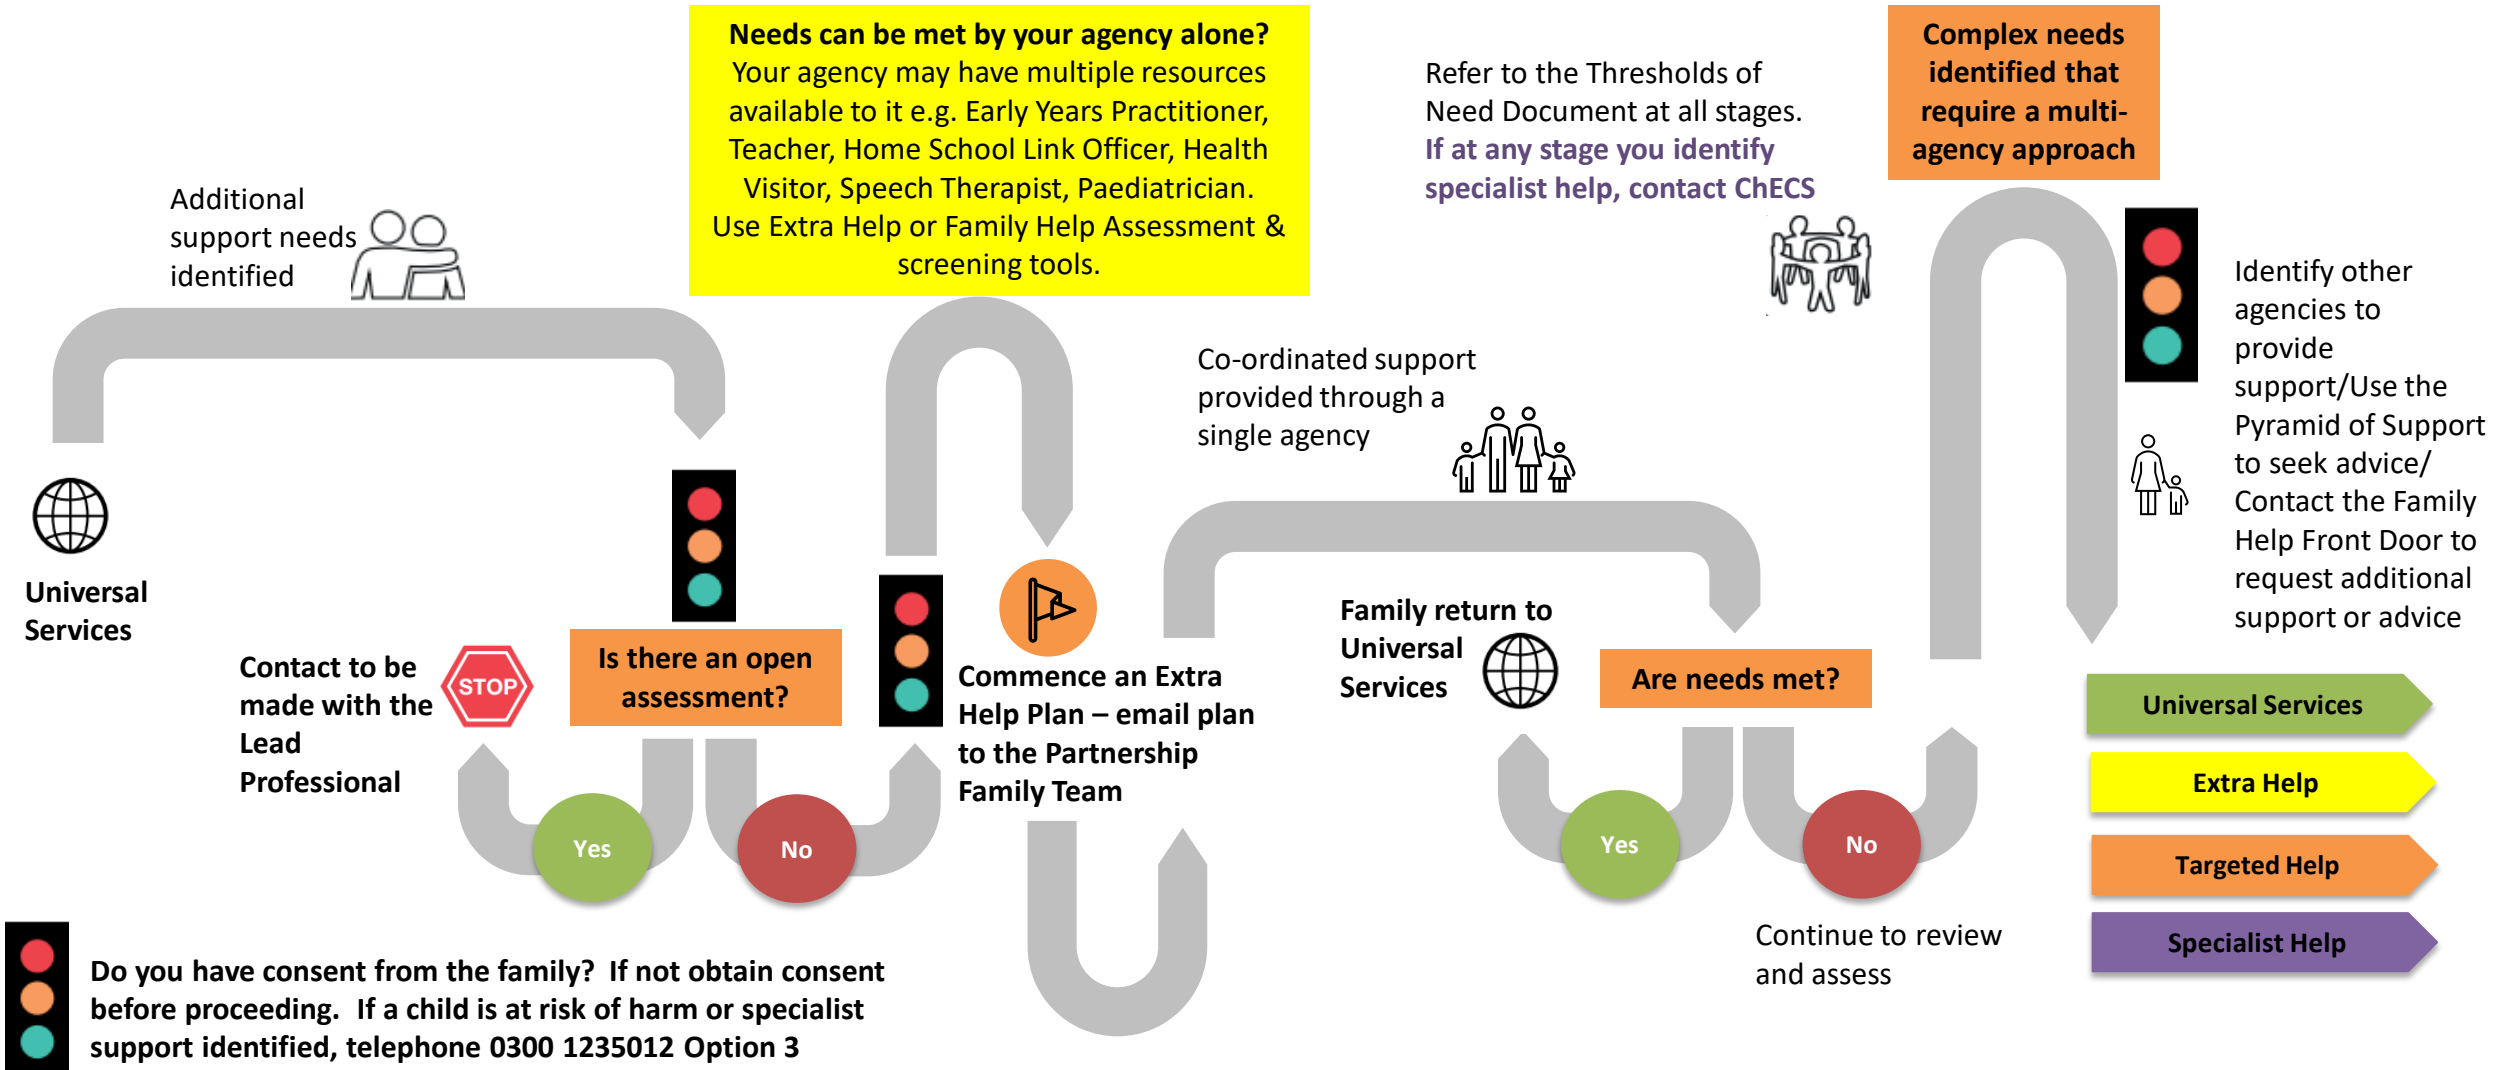 Needs can be met by your agency alone?
Your agency may have multiple resources
available to it e.g. Early Years Practitioner,
Teacher, Home School Link Officer, Health
Visitor, Speech Therapist, Paediatrician.
Use Extra Help or Family Help Assessment &
screening tools.
Refer to the Thresholds of
Need Document at all stages.
If at any stage you identify
specialist help, contact ChECS
Complex needs
identified that
require a multi-
agency approach
Additional
support needs
identified
Identify other
agencies to
provide
support/Use the
Pyramid of Support
to seek advice/
Contact the Family
Help Front Door to
request additional
support or advice
Co-ordinated support
provided through a
single agency
Universal
Services
Contact to be
made with the
Lead
Professional
STOP
Is there an open
assessment?
Yes
No
Commence an Extra
Help Plan – email plan
to the Partnership
Family Team
Family return to
Universal
Services
Are needs met?
Yes
No
Continue to review
and assess
Universal Services
Extra Help
Targeted Help
Specialist Help
Do you have consent from the family?  If not obtain consent
before proceeding.  If a child is at risk of harm or specialist
support identified, telephone 0300 1235012 Option 3